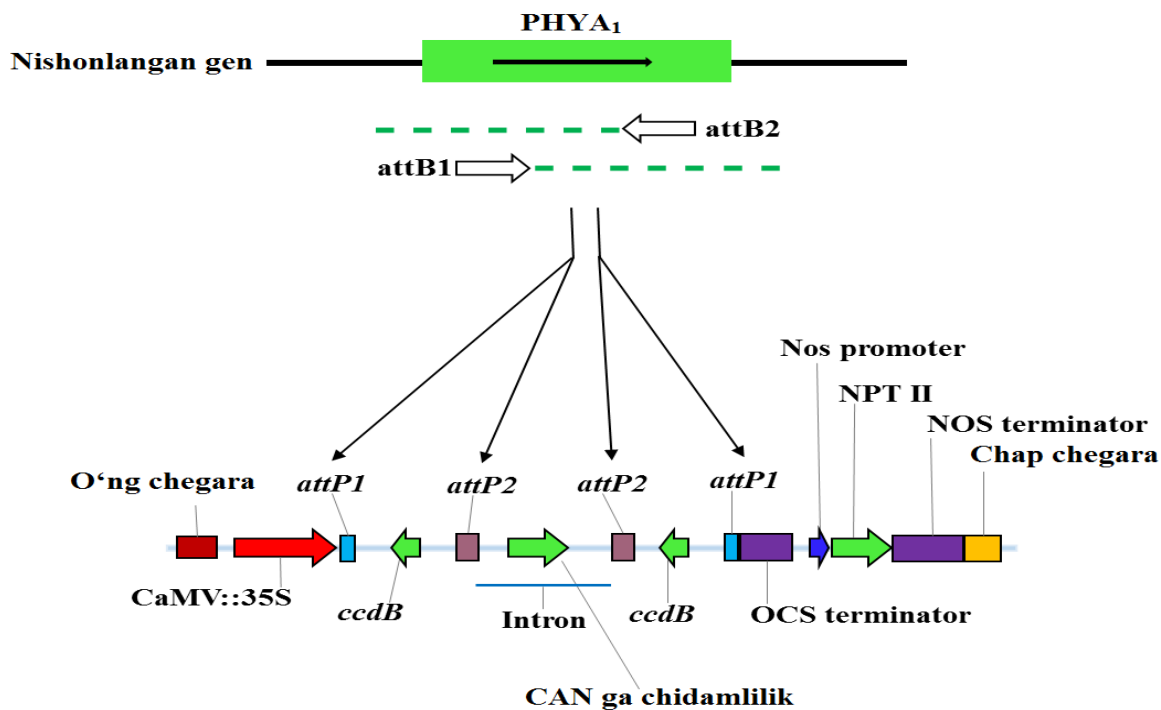 PHYA₁
Nishonlangan gen
attB2
attB1
Nos promoter
NPT II
NOS terminator
Chap chegara
O‘ng chegara
attP1
attP2
attP2
attP1
CaMV::35S
ccdB
Intron
ccdB
OCS terminator
CAN ga chidamlilik